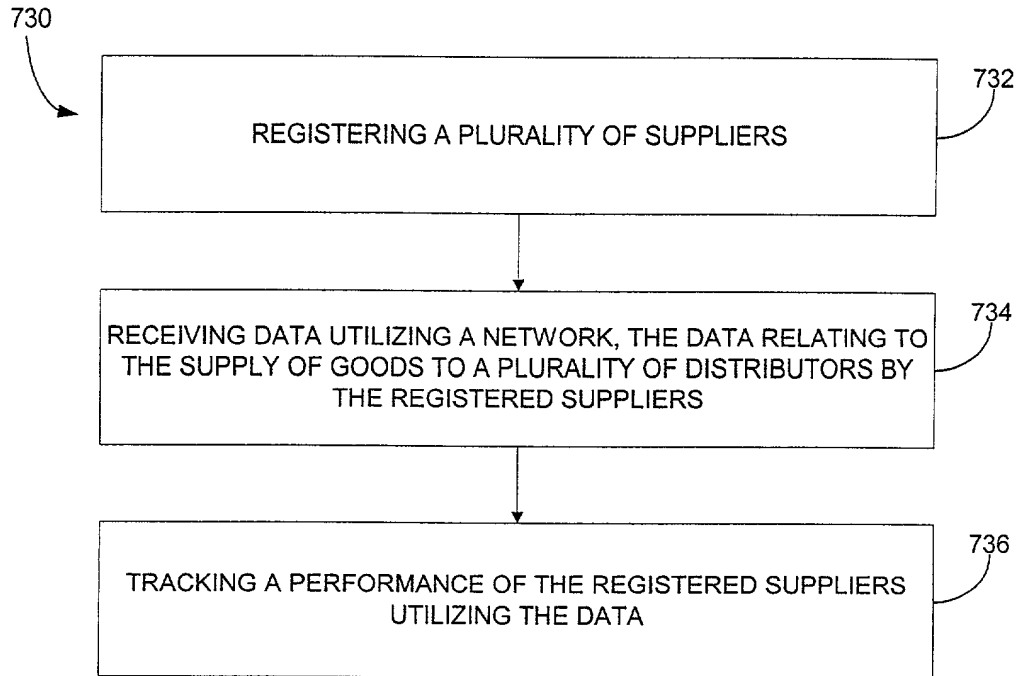 730
732
REGISTERING A PLURALITY OF SUPPLIERS
734
RECEIVING DATA UTILIZING A NETWORK, THE DATA RELATING TO
THE SUPPLY OF GOODS TO A PLURALITY OF DISTRIBUTORS BY
THE REGISTERED SUPPLIERS
736
TRACKING A PERFORMANCE OF THE REGISTERED SUPPLIERS
UTILIZING THE DATA